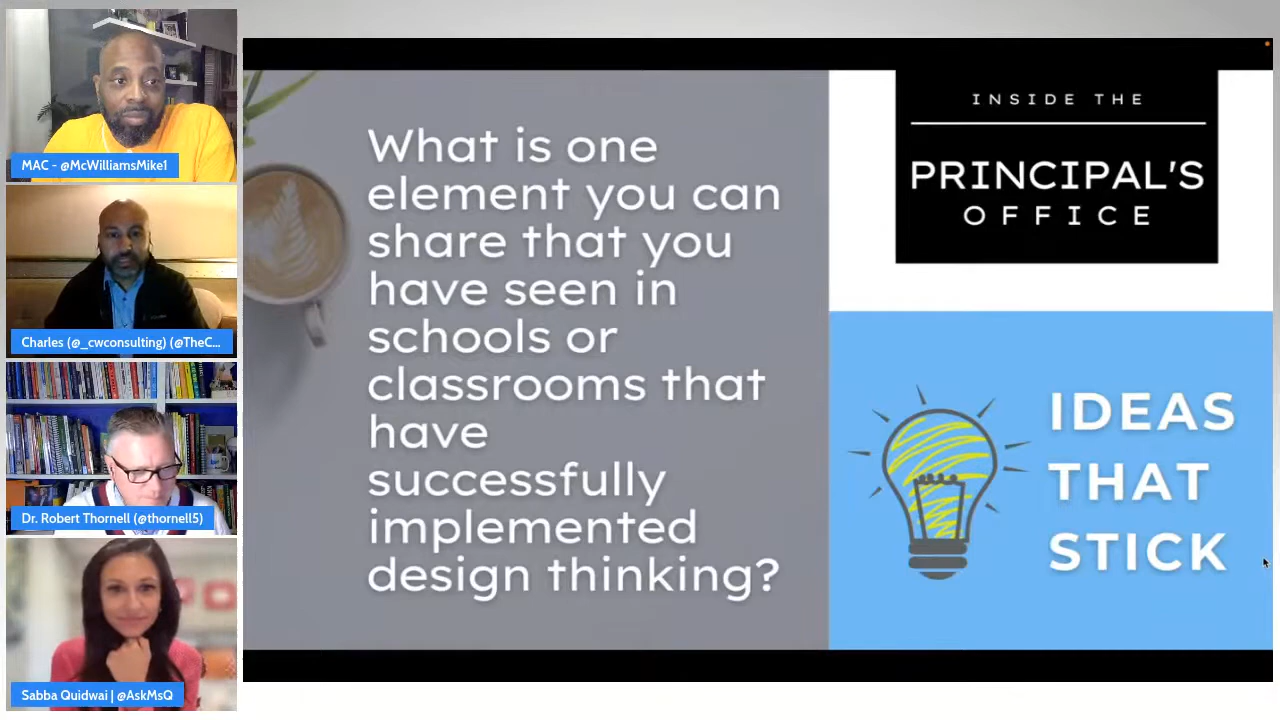 MAC - @McWilliamsMike1
Charles (@_cwconsulting) (@TheC...
Dr. Robert Thornell (@thornell5)
Sabba Quidwai | @AskMsQ
What is one
element you can
share that you
have seen in
schools or
classrooms that
have
successfully
implemented
design thinking?
INSIDE THE
PRINCIPAL'S
OFFICE
IDEAS
THAT
STICK